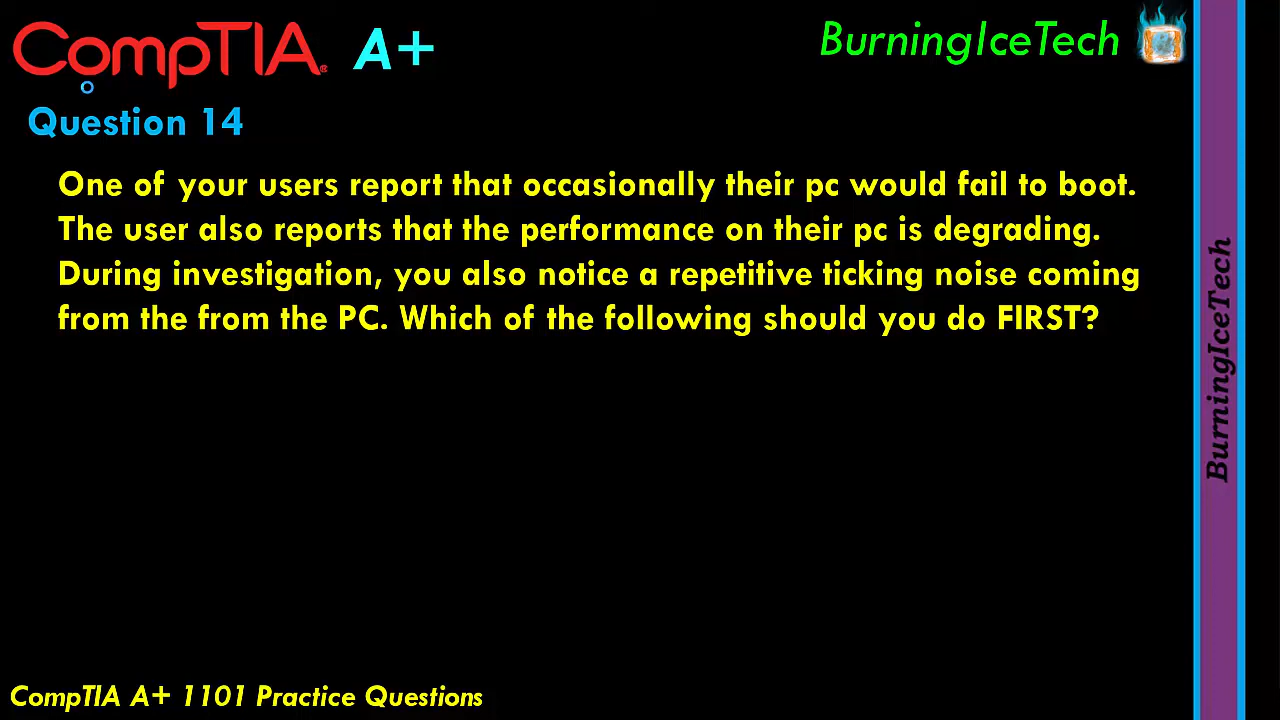 CompTIA® A+
BurningIceTech
Question 14
One of your users report that occasionally their pc would fail to boot.
The user also reports that the performance on their pc is degrading.
During investigation, you also notice a repetitive ticking noise coming
from the from the PC. Which of the following should you do FIRST?
BurningIceTech
CompTIA A+ 1101 Practice Questions